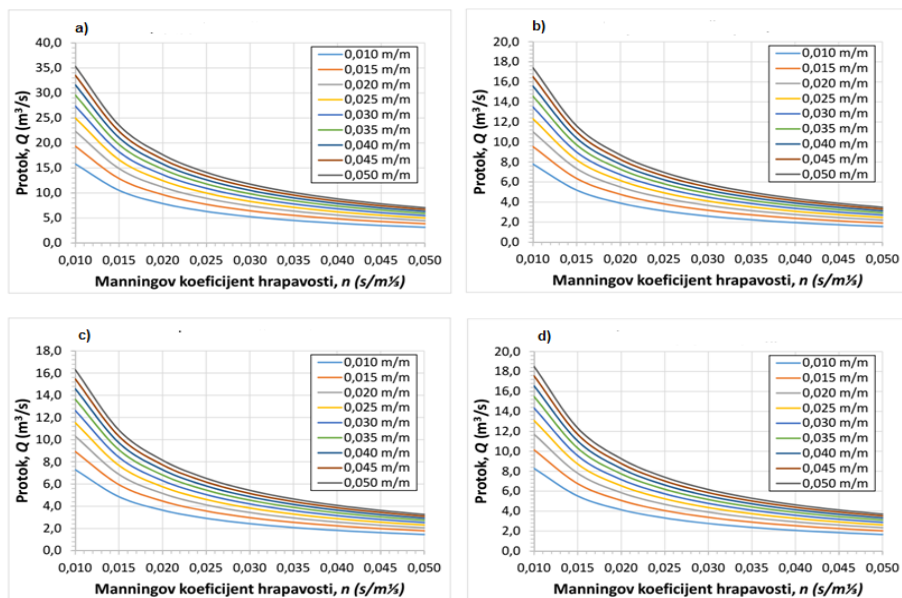 a)
40,0
35,0
30,0
25,0
20,0
15,0
10,0
5,0
0,0
Protok, Q (m³/s)
0,010 m/m
0,015 m/m
0,020 m/m
0,025 m/m
0,030 m/m
0,035 m/m
0,040 m/m
0,045 m/m
0,050 m/m
0,010 0,015 0,020 0,025 0,030 0,035 0,040 0,045 0,050
Manningov koeficijent hrapavosti, n (s/m⅓)
b)
20,0
18,0
16,0
14,0
12,0
10,0
8,0
6,0
4,0
2,0
0,0
Protok, Q (m³/s)
0,010 m/m
0,015 m/m
0,020 m/m
0,025 m/m
0,030 m/m
0,035 m/m
0,040 m/m
0,045 m/m
0,050 m/m
0,010 0,015 0,020 0,025 0,030 0,035 0,040 0,045 0,050
Manningov koeficijent hrapavosti, n (s/m⅓)
c)
18,0
16,0
14,0
12,0
10,0
8,0
6,0
4,0
2,0
0,0
Protok, Q (m³/s)
0,010 m/m
0,015 m/m
0,020 m/m
0,025 m/m
0,030 m/m
0,035 m/m
0,040 m/m
0,045 m/m
0,050 m/m
0,010 0,015 0,020 0,025 0,030 0,035 0,040 0,045 0,050
Manningov koeficijent hrapavosti, n (s/m⅓)
d)
20,0
18,0
16,0
14,0
12,0
10,0
8,0
6,0
4,0
2,0
0,0
Protok, Q (m³/s)
0,010 m/m
0,015 m/m
0,020 m/m
0,025 m/m
0,030 m/m
0,035 m/m
0,040 m/m
0,045 m/m
0,050 m/m
0,010 0,015 0,020 0,025 0,030 0,035 0,040 0,045 0,050
Manningov koeficijent hrapavosti, n (s/m⅓)